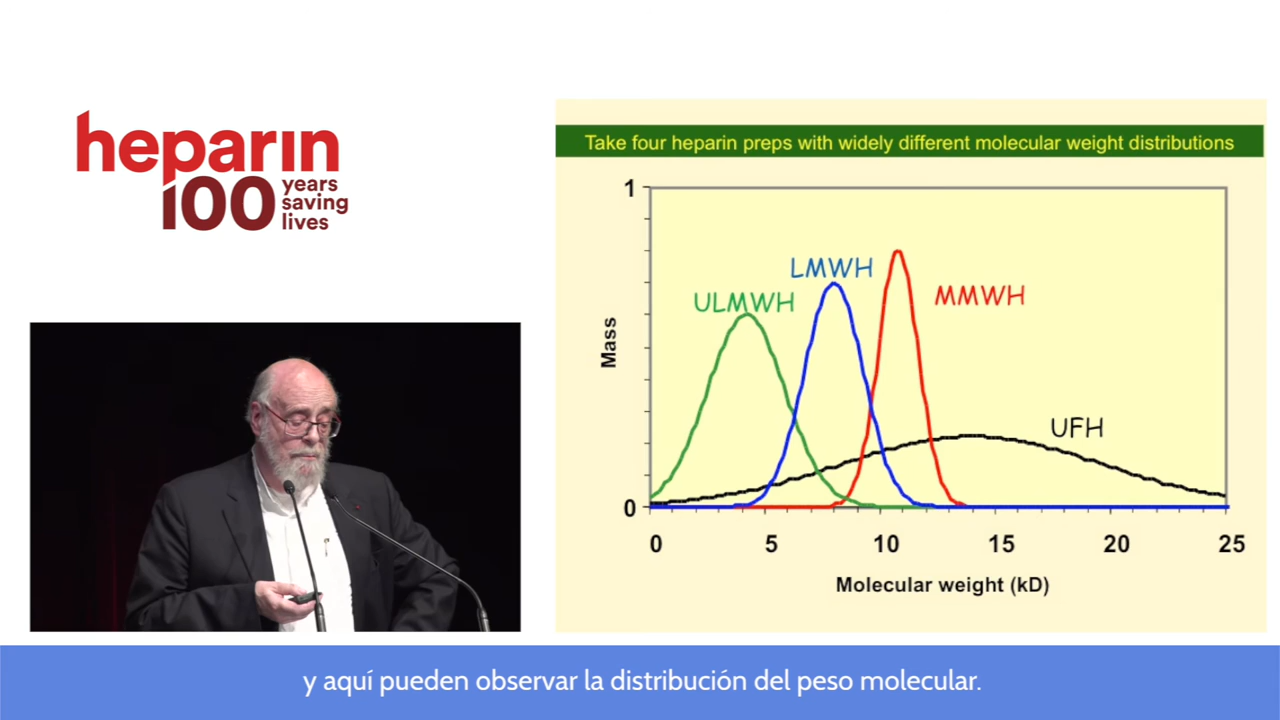 heparin
100 years
saving
lives
Take four heparin preps with widely different molecular weight distributions
1
LMWH
ULMWH
MMWH
Mass
UFH
0
0 5 10 15 20 25
Molecular weight (kD)
y aquí pueden observar la distribución del peso molecular.